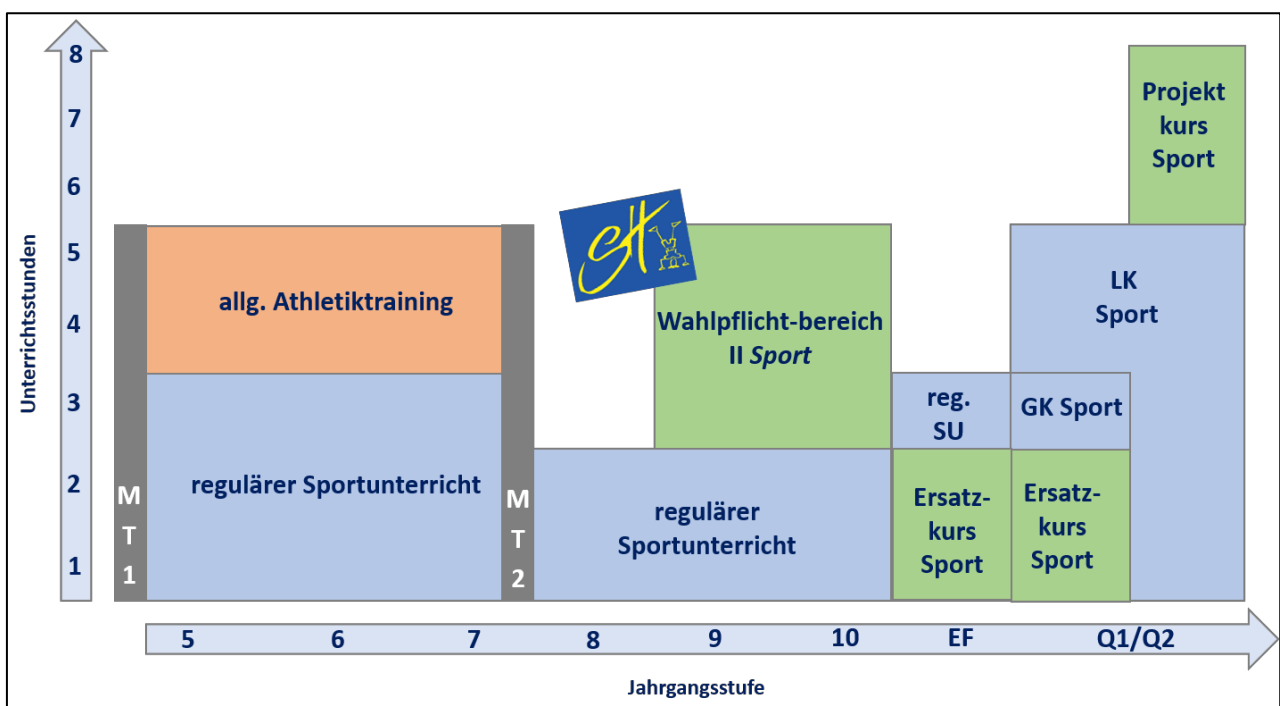 Unterrichtsstunden
8
7
6
5
4
3
2
1
M
T
1
allg. Athletiktraining
regulärer Sportunterricht
M
T
2
SH
Wahlpflicht-bereich
II Sport
regulärer
Sportunterricht
reg.
SU
Ersatz-
kurs
Sport
GK Sport
Ersatz-
kurs
Sport
LK
Sport
Projekt
kurs
Sport
5
6
7
8
9
10
EF
Q1/Q2
Jahrgangsstufe